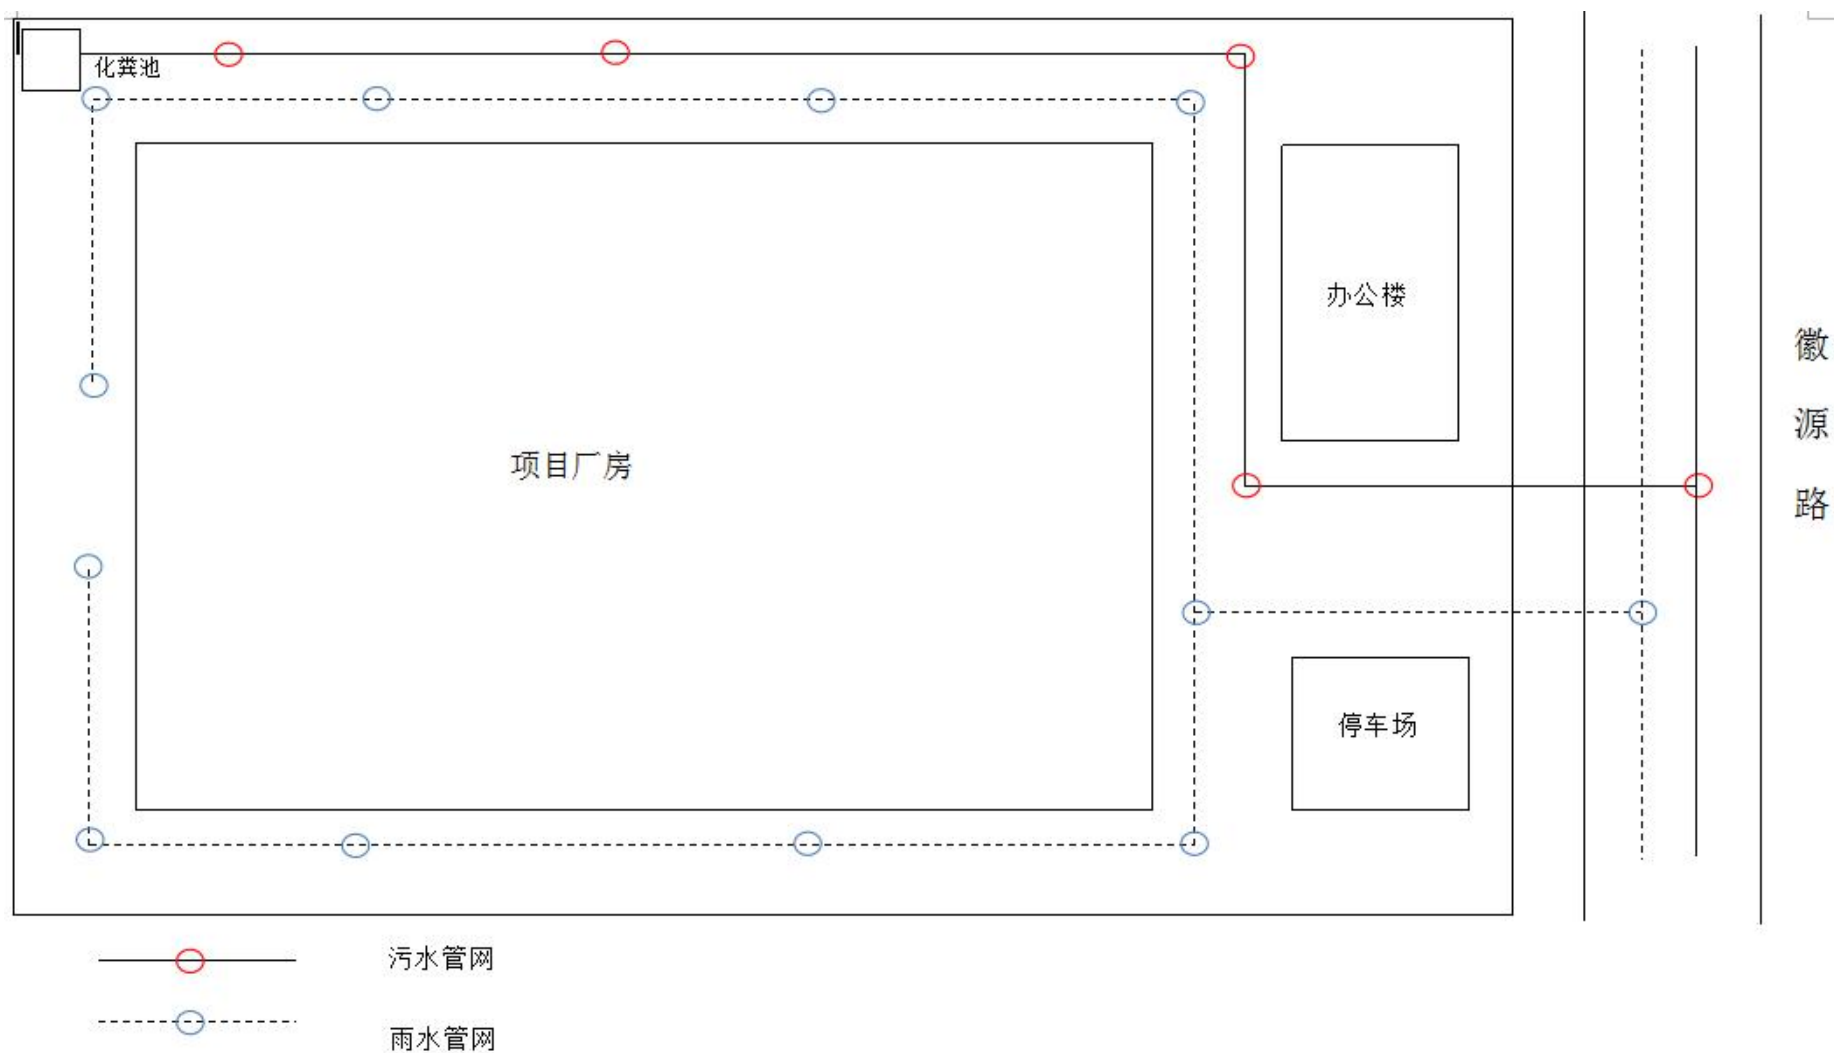 化粪池
办公楼
徽源路
项目厂房
停车场
污水管网
雨水管网